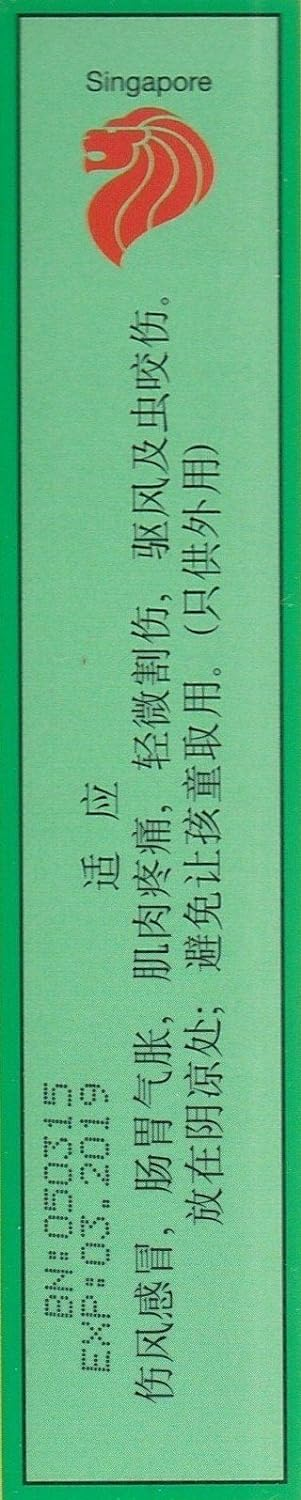 Singapore
BN:050315
EXP:03.2019
适应
伤风感冒，肠胃气胀，肌肉疼痛，轻微割伤，驱风及虫咬伤。
放在阴凉处；避免让孩童取用。(只供外用)